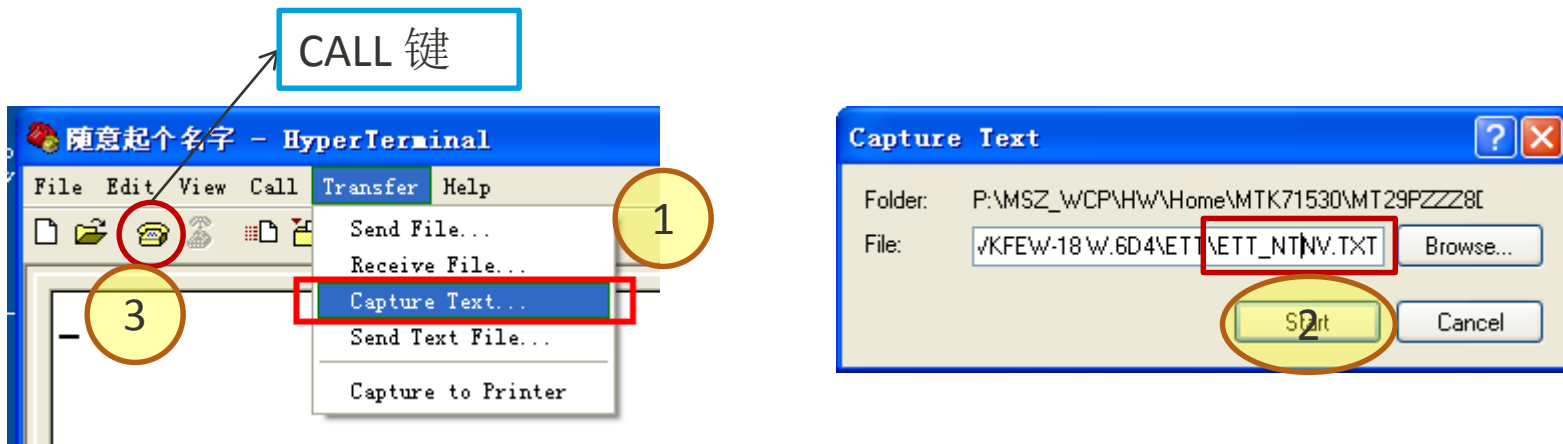 CALL 键
随意起个名字 - HyperTerminal
File Edit View Call Transfer Help
Send File...
Receive File...
Capture Text...
Send Text File...
Capture to Printer
1
3
Capture Text
Folder: P:\MSZ_WCP\HW\Home\MTK71530\MT29PZZZ8D
File: /KFEW-18 W.6D4\ETT\ETT_NTNV.TXT Browse...
Start Cancel
2